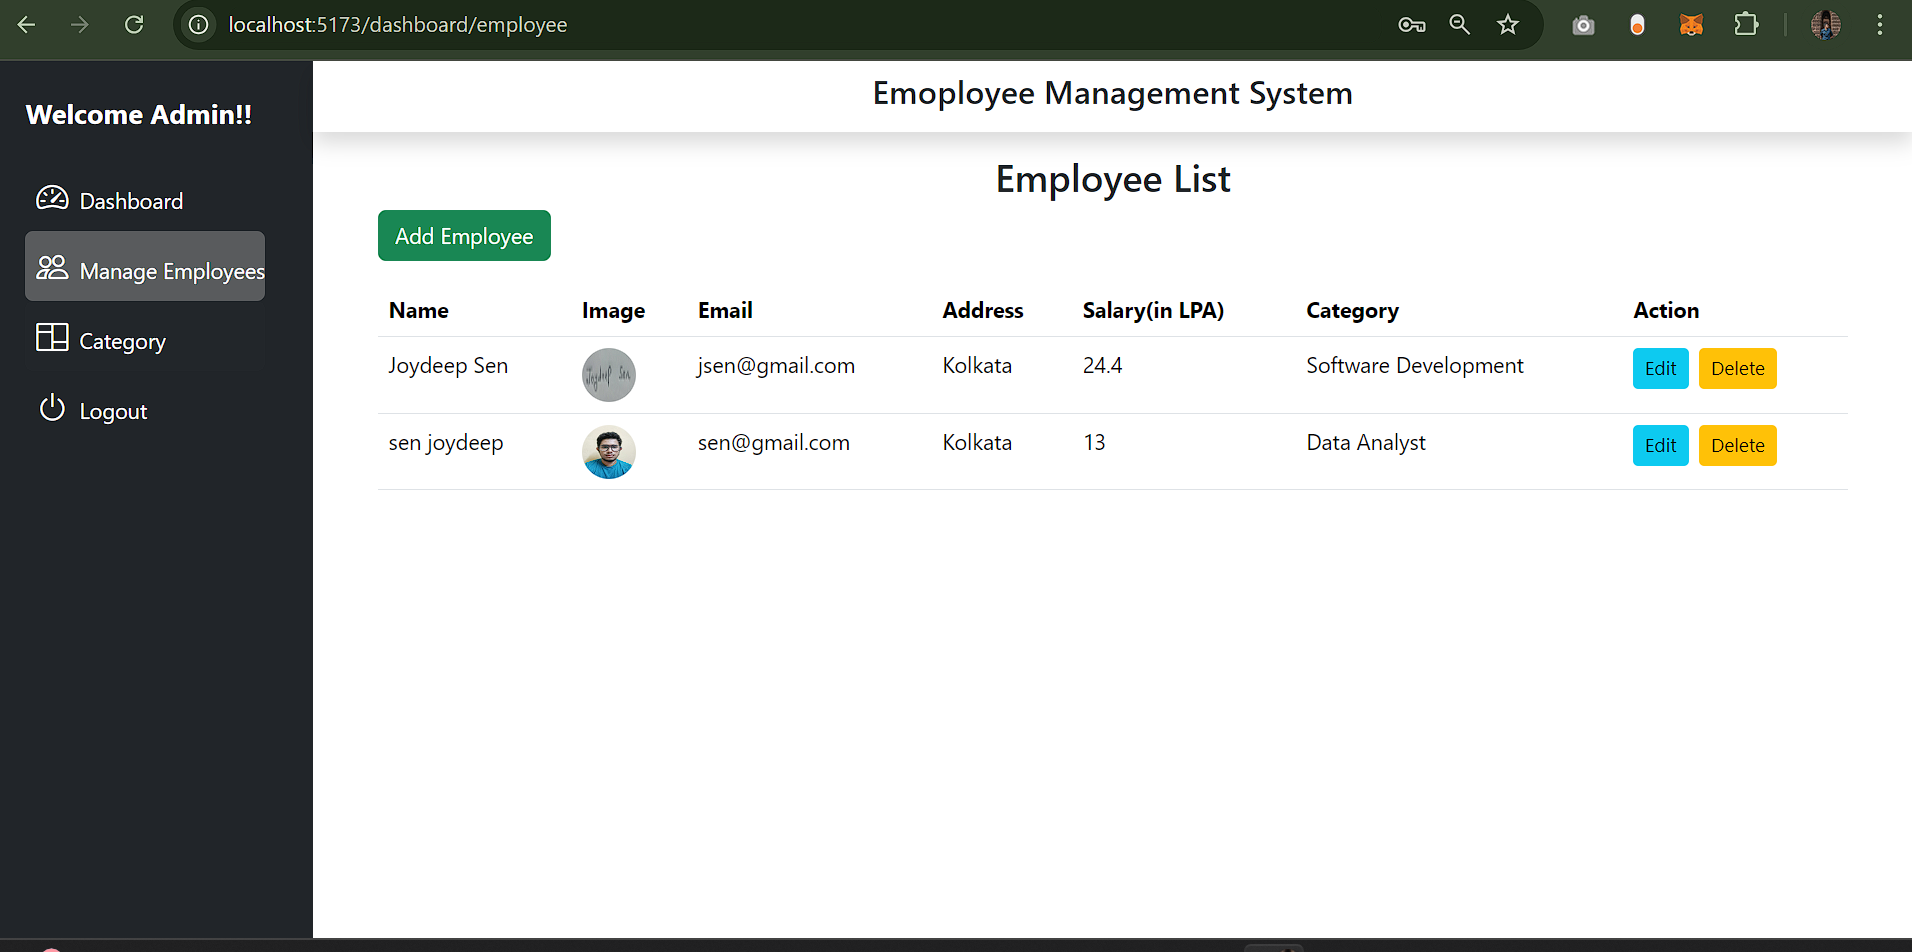 localhost:5173/dashboard/employee
Welcome Admin!!
Dashboard
Manage Employees
Category
Logout
Emoployee Management System
Employee List
Add Employee
Name Image Email Address Salary(in LPA) Category Action
Joydeep Sen Joydeep Sen jsen@gmail.com Kolkata 24.4 Software Development Edit Delete
sen joydeep sen@gmail.com Kolkata 13 Data Analyst Edit Delete